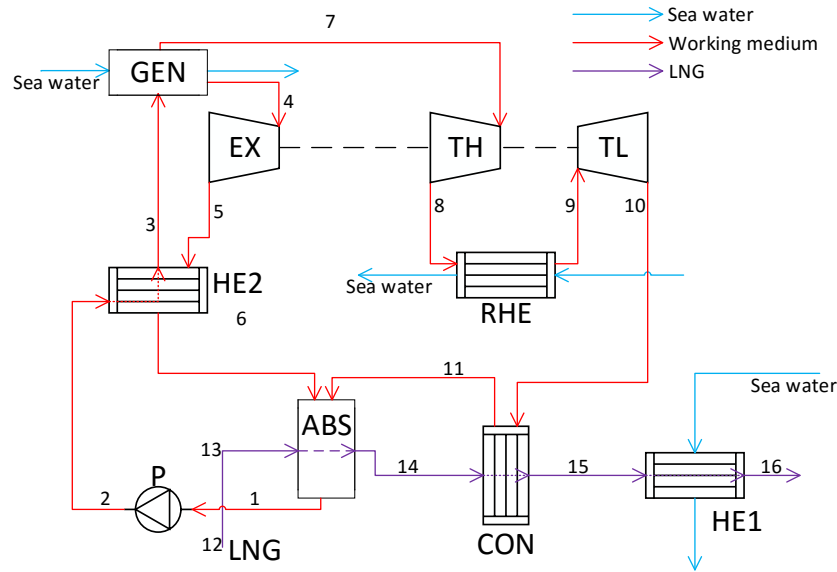 7
Sea water
Working medium
LNG
GEN
Sea water
4
EX
TH
TL
3
5
8
9
10
HE2
Sea water
RHE
6
11
Sea water
ABS
13
14
15
16
P
2
1
12
LNG
CON
HE1